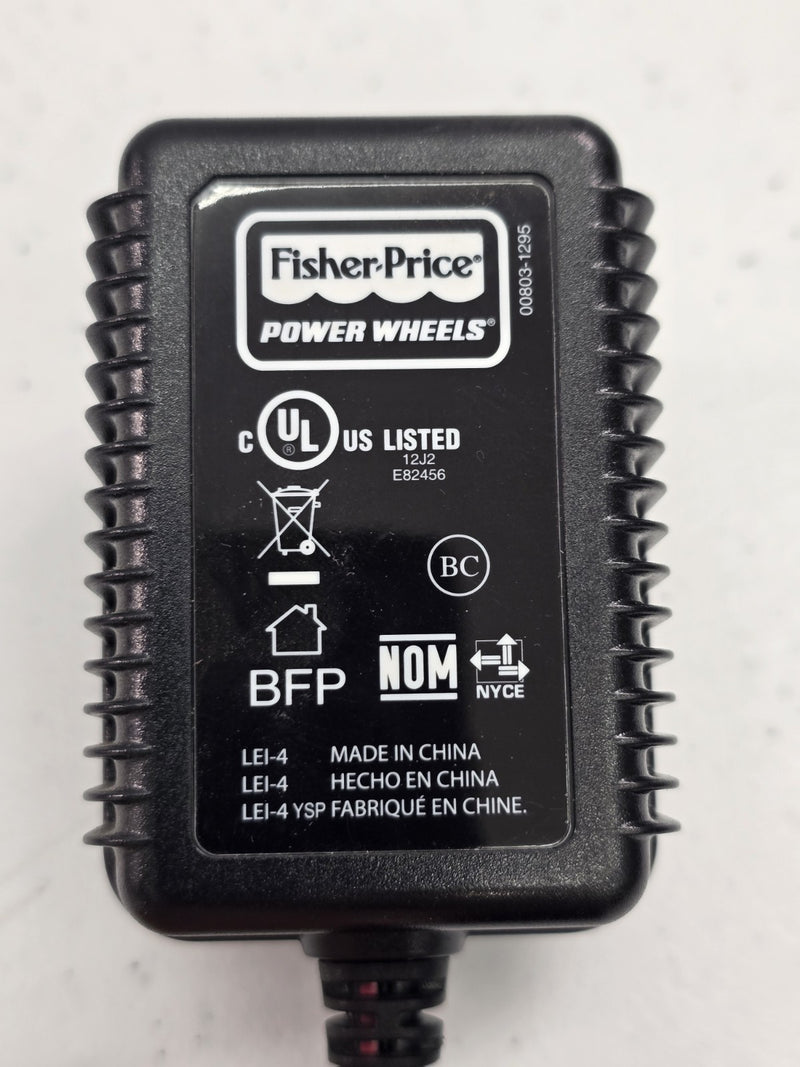 Fisher-Price®
POWER WHEELS®
00803-1295
C UL® US LISTED
12J2
E82456
BC
BFP
NOM
NYCE
LEI-4 MADE IN CHINA
LEI-4 HECHO EN CHINA
LEI-4 YSP FABRIQUÉ EN CHINE.